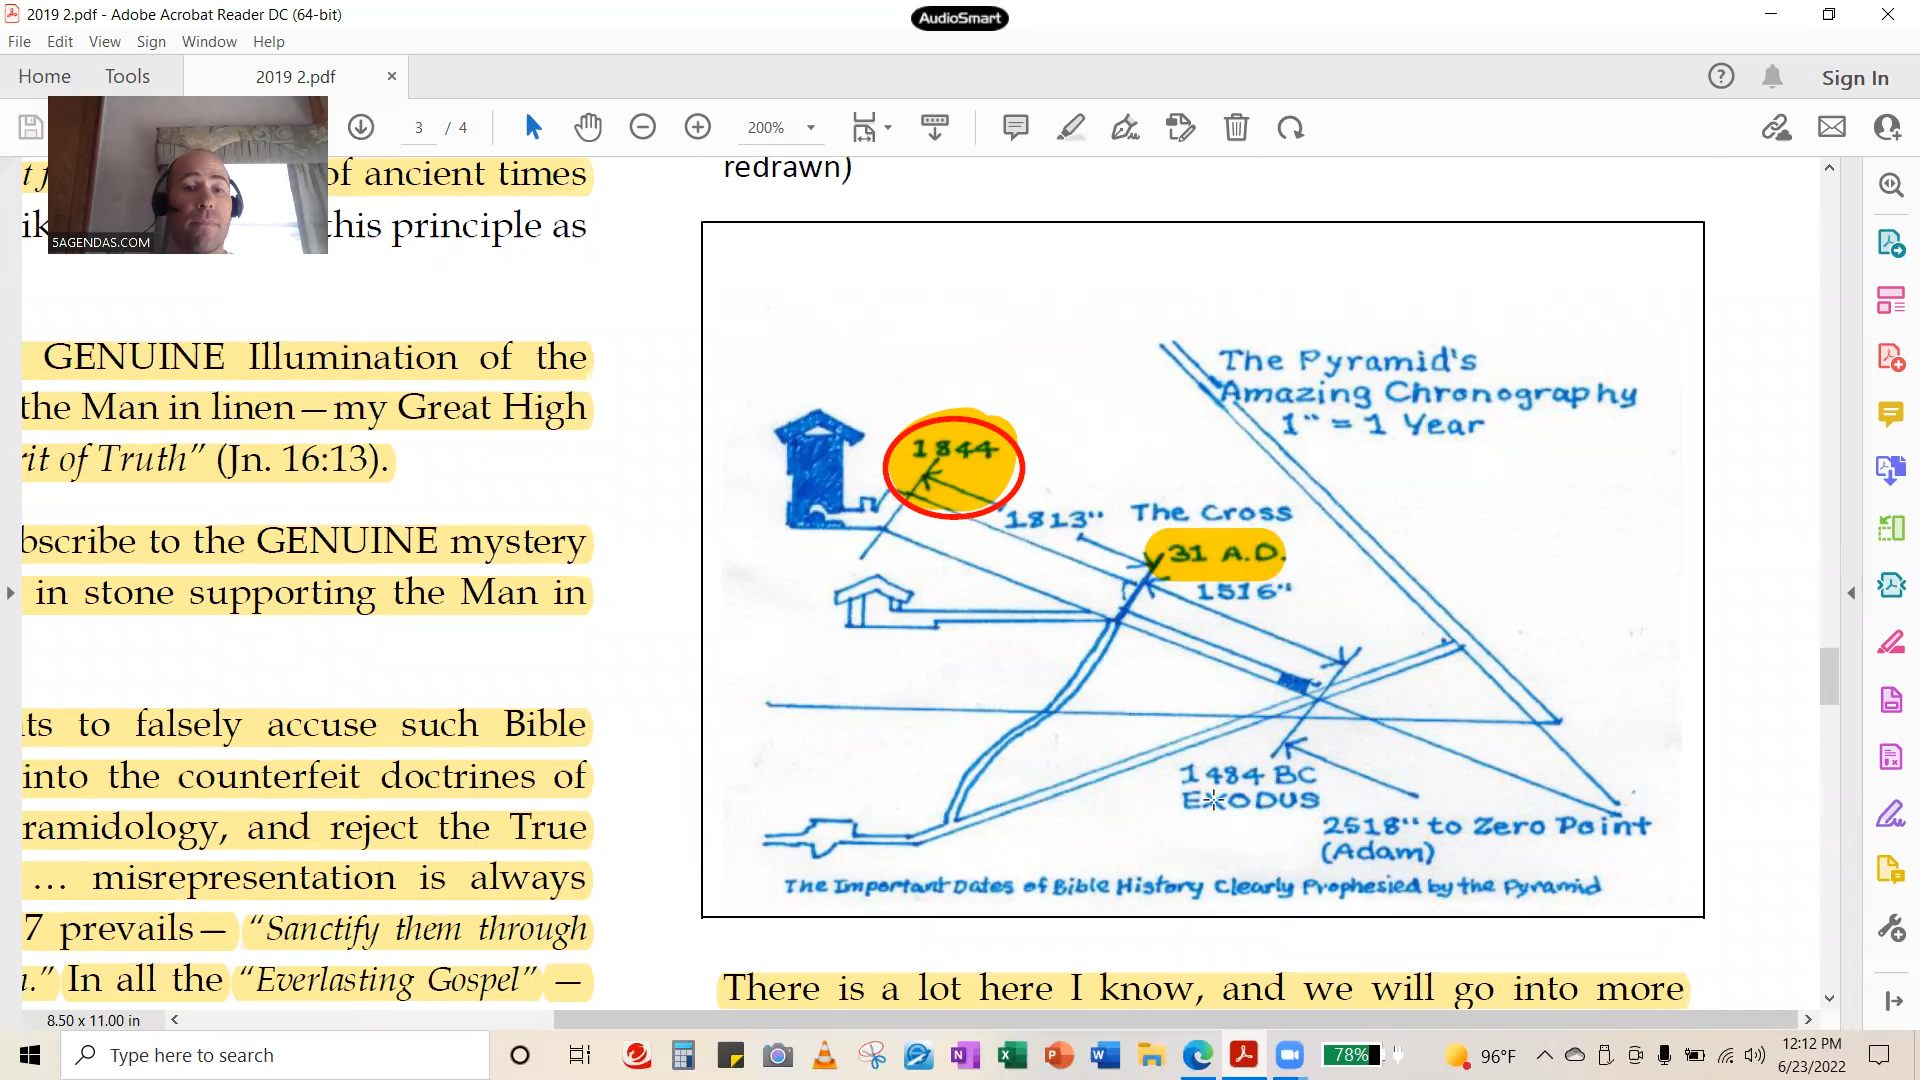 2019 2.pdf - Adobe Acrobat Reader DC (64-bit)
AudioSmart
File Edit View Sign Window Help
Home Tools 2019 2.pdf × Sign In
3 / 4 200%
5AGENDAS.COM
of ancient times
this principle as
GENUINE Illumination of the
the Man in linen—my Great High
rit of Truth” (Jn. 16:13).
bscribe to the GENUINE mystery
in stone supporting the Man in
ts to falsely accuse such Bible
into the counterfeit doctrines of
ramidology, and reject the True
… misrepresentation is always
7 prevails— “Sanctify them through
.” In all the “Everlasting Gospel” —
redrawn)
The Pyramid's
Amazing Chronography
1" = 1 Year
1844
1813" The Cross
31 A.D.
1516"
1484 BC
EXODUS
2518" to Zero Point
(Adam)
The Important Dates of Bible History Clearly Prophesied by the Pyramid
There is a lot here I know, and we will go into more
8.50 x 11.00 in
Type here to search
78%
96°F
12:12 PM
6/23/2022